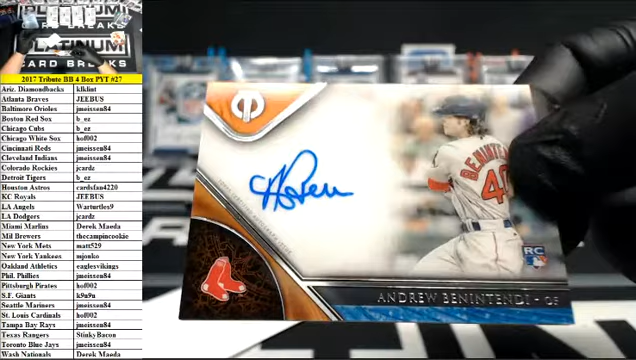 PLATINUM
CARD BREAKS
2017 Tribute BB 4 Box PYT #27
Ariz. Diamondbacks klklint
Atlanta Braves JEEBUS
Baltimore Orioles jmeissen84
Boston Red Sox b_ez
Chicago Cubs b_ez
Chicago White Sox hof002
Cincinnati Reds jmeissen84
Cleveland Indians jmeissen84
Colorado Rockies jcardz
Detroit Tigers b_ez
Houston Astros cardsfan4220
KC Royals JEEBUS
LA Angels Warturtles9
LA Dodgers jcardz
Miami Marlins Derek Maeda
Mil Brewers thecampincookie
New York Mets matt529
New York Yankees mjonko
Oakland Athletics eaglesvikings
Phil. Phillies jmeissen84
Pittsburgh Pirates hof002
S.F. Giants k9n9u
Seattle Mariners jmeissen84
St. Louis Cardinals hof002
Tampa Bay Rays jmeissen84
Texas Rangers StinkyBacon
Toronto Blue Jays jmeissen84
Wash Nationals Derek Maeda
BENINTENDI
40
RC
ANDREW BENINTENDI - OF